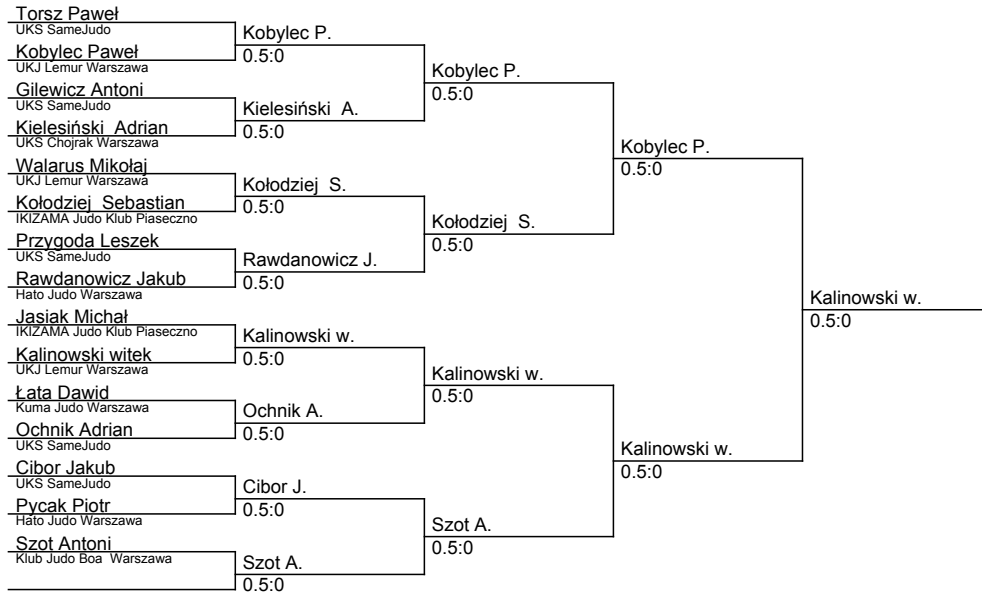 Torsz Paweł
UKS SameJudo
Kobylec Paweł
UKJ Lemur Warszawa
Gilewicz Antoni
UKS SameJudo
Kielesiński  Adrian
UKS Chojrak Warszawa
Walarus Mikołaj
UKJ Lemur Warszawa
Kołodziej  Sebastian
IKIZAMA Judo Klub Piaseczno
Przygoda Leszek
UKS SameJudo
Rawdanowicz Jakub
Hato Judo Warszawa
Jasiak Michał
IKIZAMA Judo Klub Piaseczno
Kalinowski witek
UKJ Lemur Warszawa
Łata Dawid
Kuma Judo Warszawa
Ochnik Adrian
UKS SameJudo
Cibor Jakub
UKS SameJudo
Pycak Piotr
Hato Judo Warszawa
Szot Antoni
Klub Judo Boa  Warszawa
Kobylec P.
0.5:0
Kielesiński  A.
0.5:0
Kołodziej  S.
0.5:0
Rawdanowicz J.
0.5:0
Kalinowski w.
0.5:0
Ochnik A.
0.5:0
Cibor J.
0.5:0
Szot A.
0.5:0
Kobylec P.
0.5:0
Kołodziej  S.
0.5:0
Kalinowski w.
0.5:0
Szot A.
0.5:0
Kobylec P.
0.5:0
Kalinowski w.
0.5:0
Kalinowski w.
0.5:0